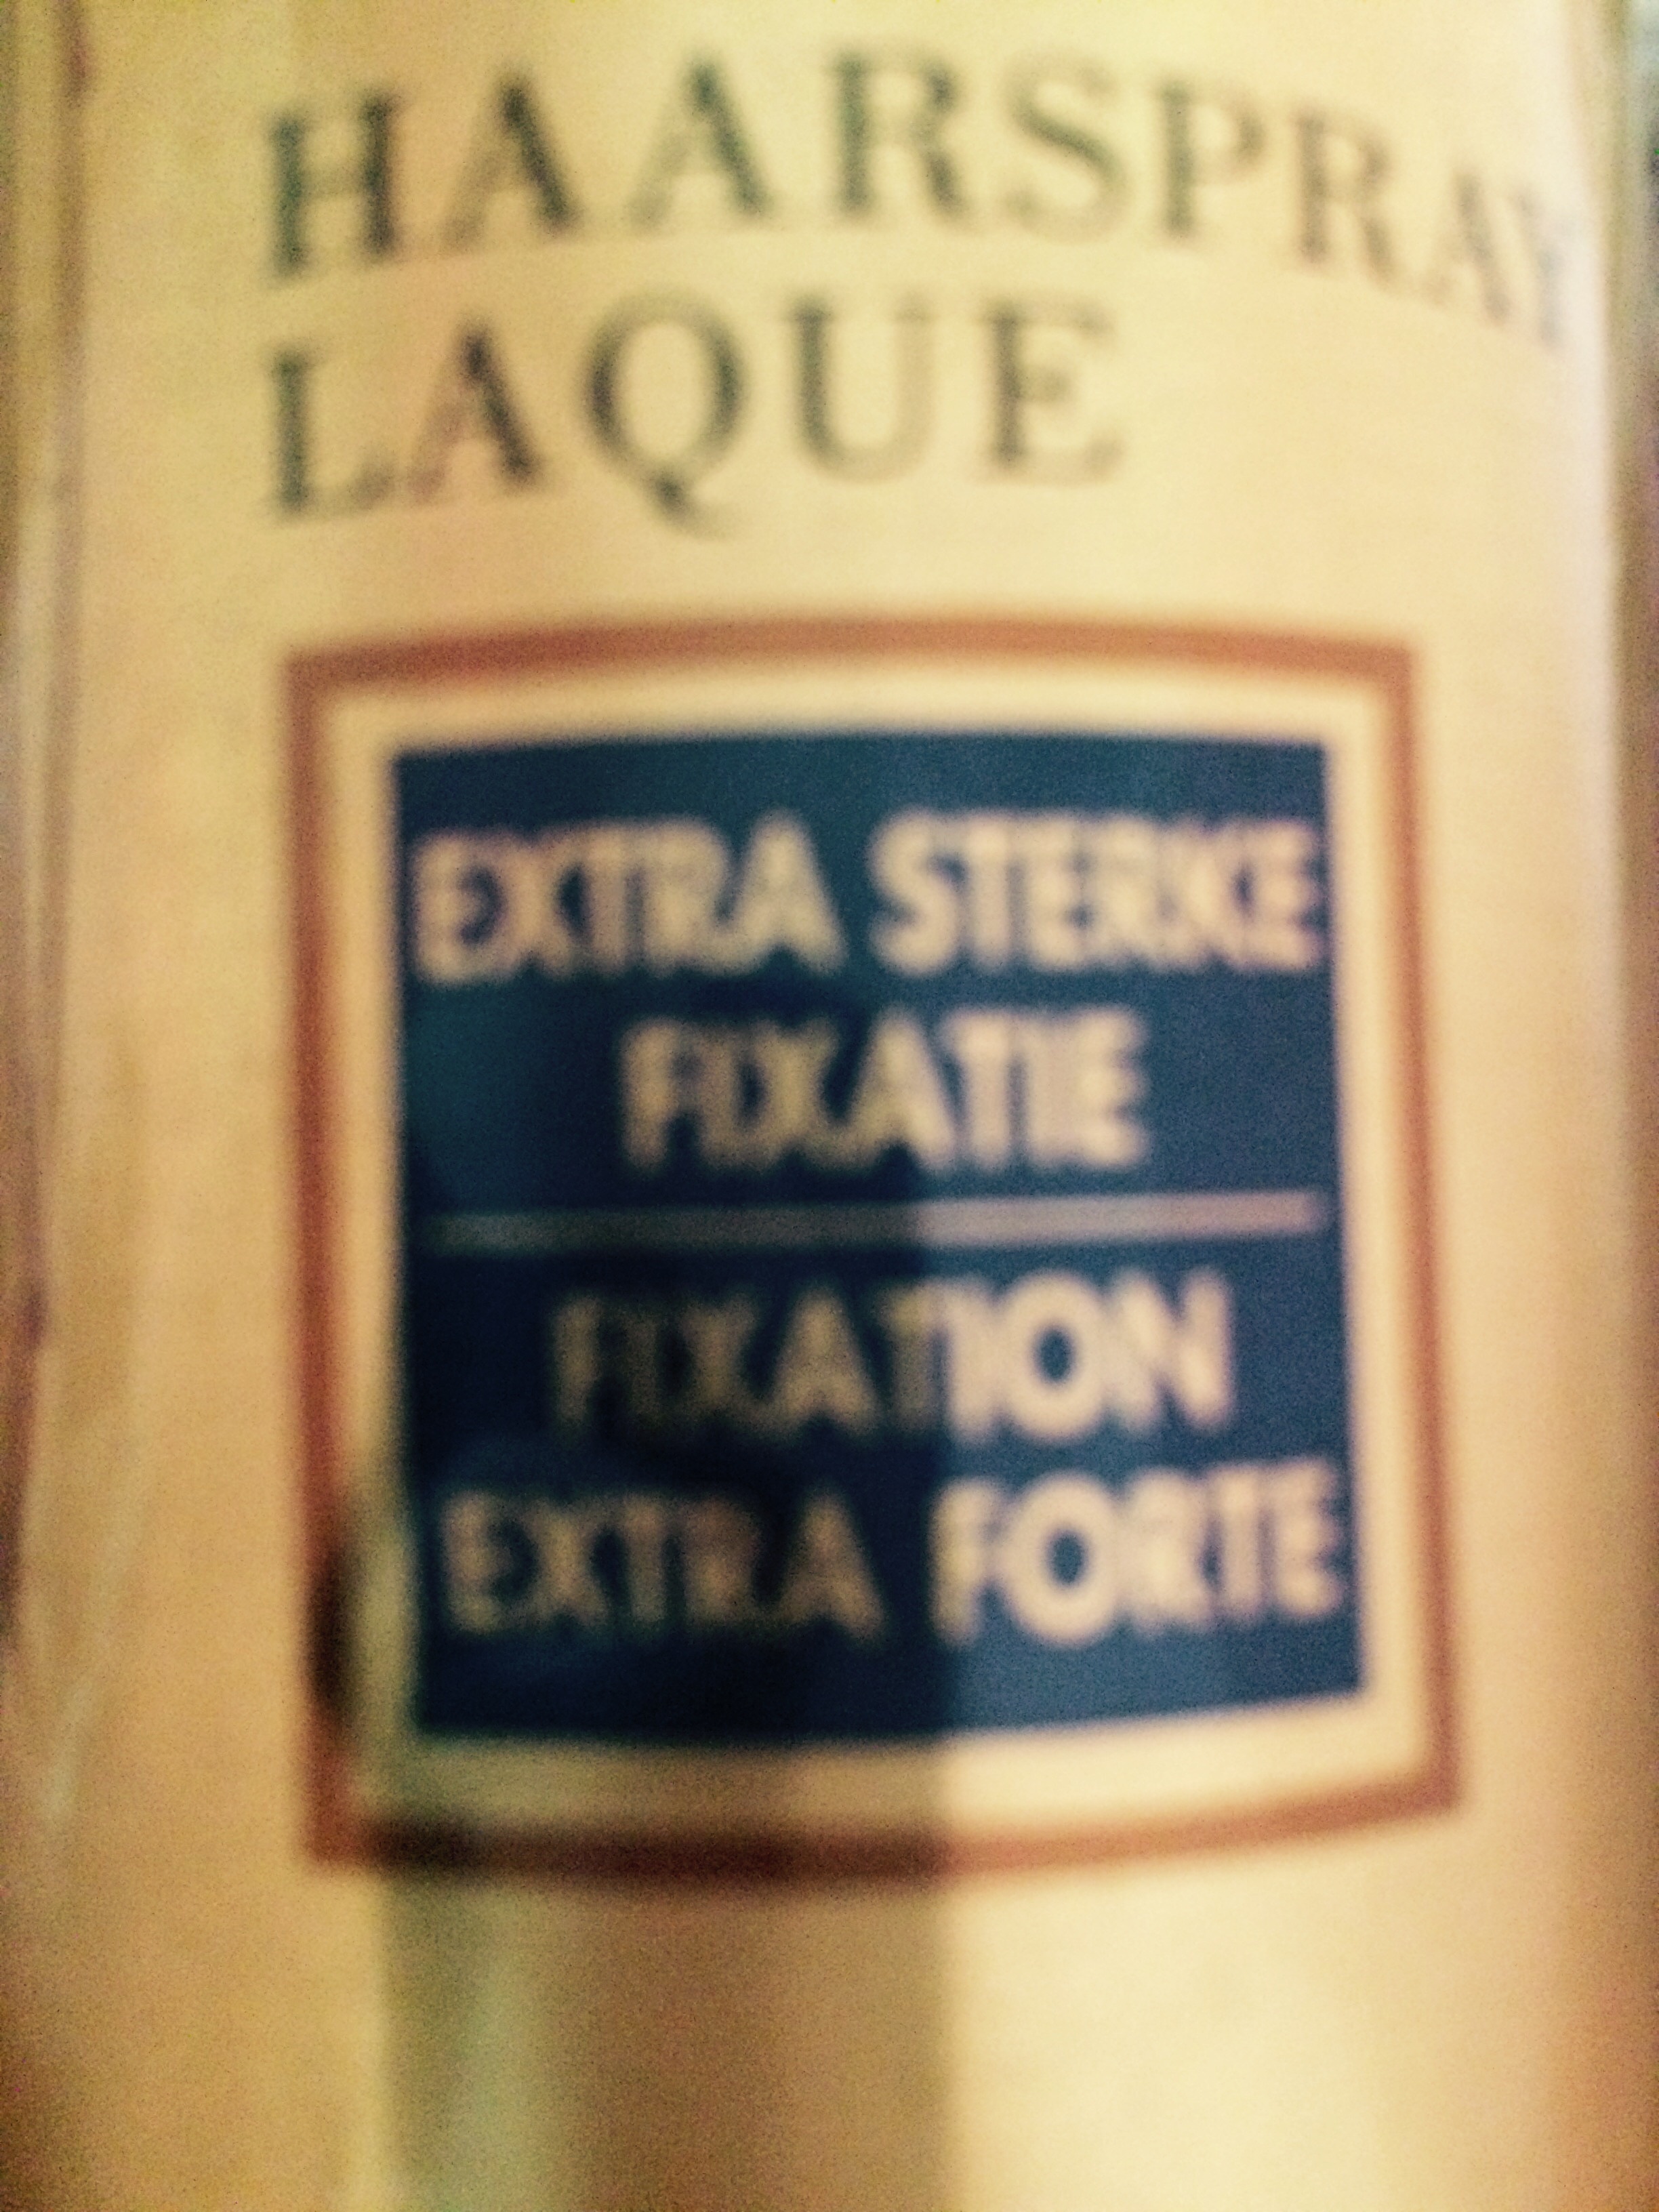 HAARSPRAY
LAQUE
EXTRA STERKE
FIXATIE
FIXATION
EXTRA FORTE